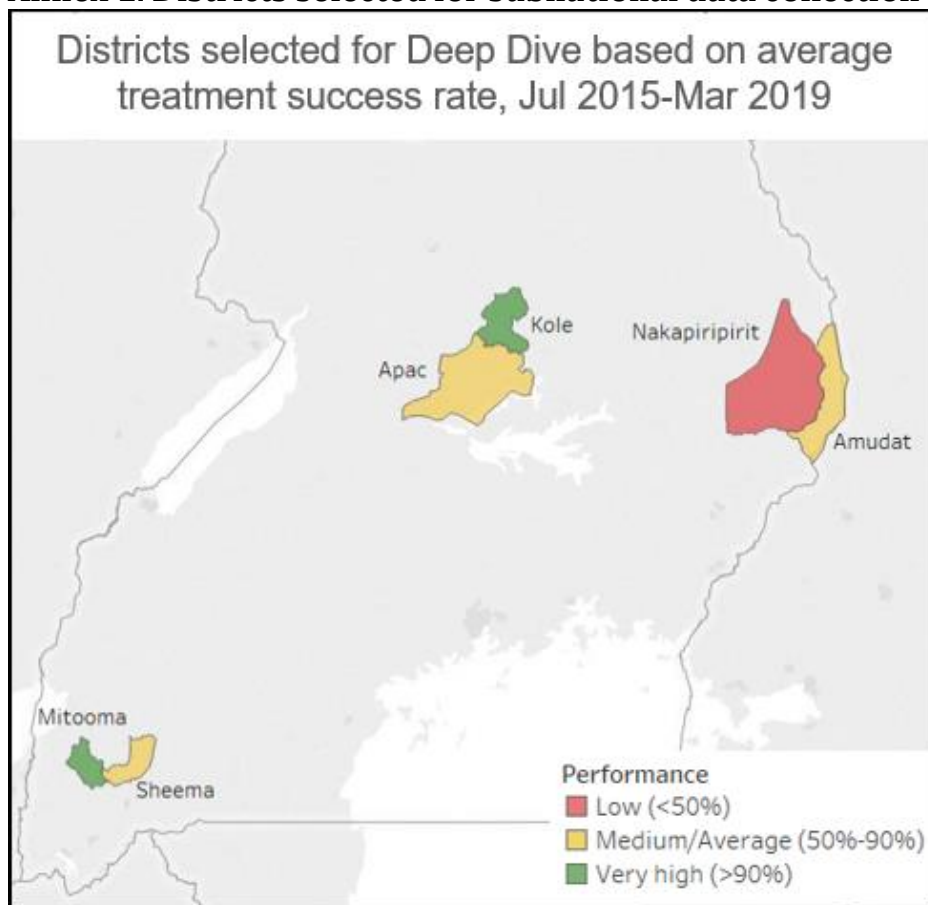 Districts selected for Deep Dive based on average
treatment success rate, Jul 2015-Mar 2019
Kole
Nakapiripirit
Apac
Amudat
Mitooma
Sheema
Performance
Low (<50%)
Medium/Average (50%-90%)
Very high (>90%)